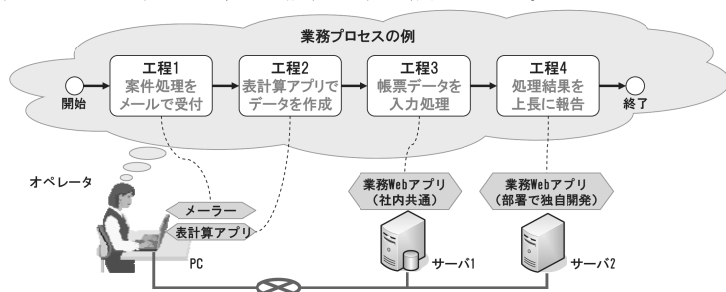 業務プロセスの例
工程1
案件処理を
メールで受付
工程2
表計算アプリで
データを作成
工程3
帳票データを
入力処理
工程4
処理結果を
上長に報告
開始
終了
オペレータ
メーラー
表計算アプリ
PC
業務Webアプリ
(社内共通)
サーバ1
業務Webアプリ
(部署で独自開発)
サーバ2